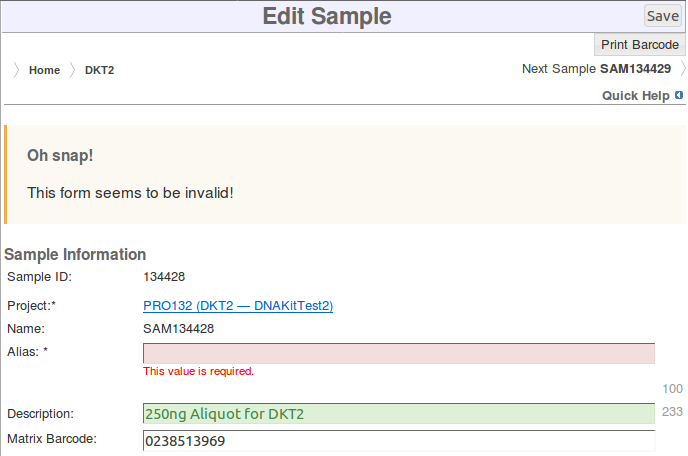 Edit Sample
Save
Print Barcode
Home
DKT2
Next Sample SAM134429
Quick Help
Oh snap!
This form seems to be invalid!
Sample Information
Sample ID: 134428
Project:* PRO132 (DKT2 — DNAKitTest2)
Name: SAM134428
Alias: *
This value is required.
100
Description: 250ng Aliquot for DKT2 233
Matrix Barcode: 0238513969